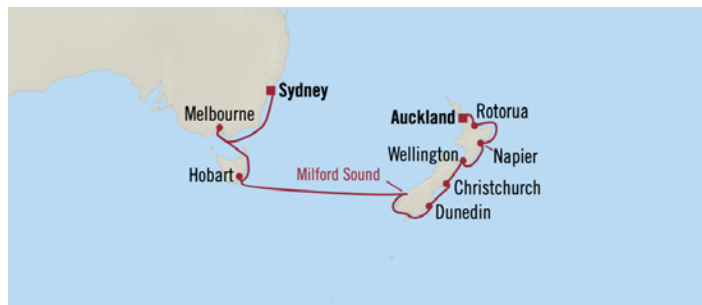 Sydney
Melbourne
Auckland
Rotorua
Wellington
Napier
Hobart
Milford Sound
Christchurch
Dunedin